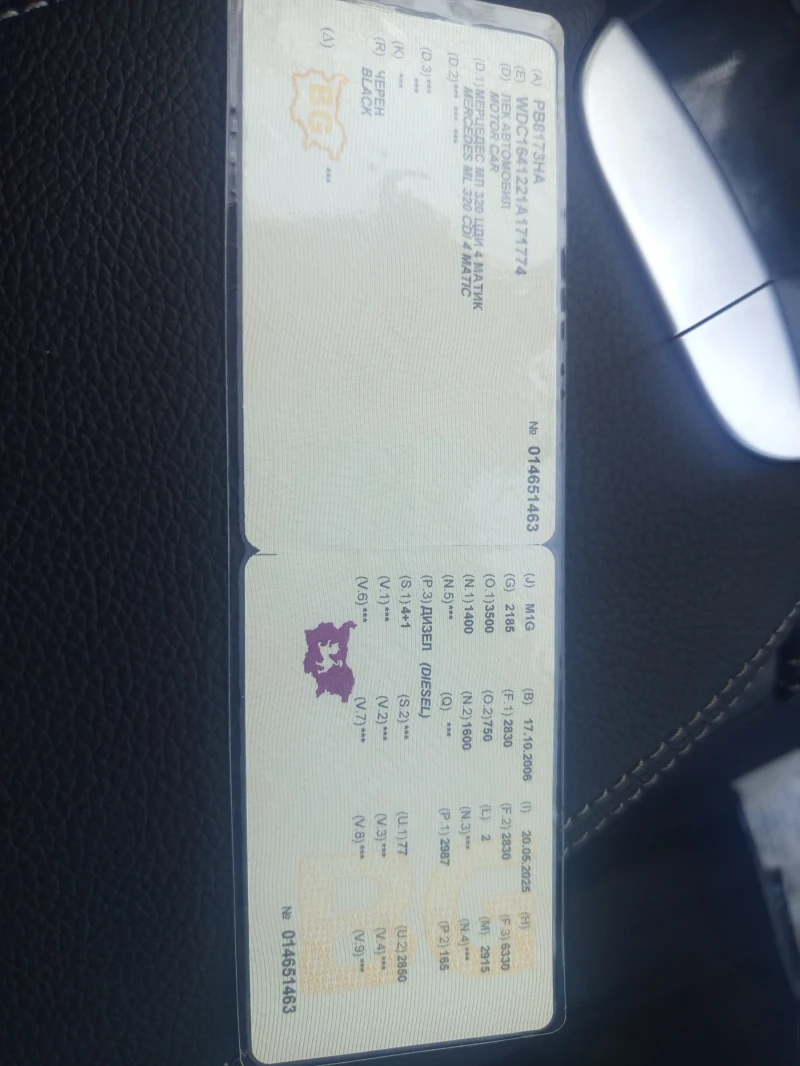 (A) PB8173HA
(E) WDC1641221A171774
(D) ЛЕК АВТОМОБИЛ
MOTOR CAR
(D.1) МЕРЦЕДЕС МЛ 320 ЦДИ 4 МАТИК
MERCEDES ML 320 CDI 4 MATIC
(D.2)*** *** ***
(D.3)*** ***
(K) ***
(R) ЧЕРЕН
BLACK
(Δ) BG ***
№ 014651463
(J) M1G (B) 17.10.2006 (I) 20.05.2025 (H)
(G) 2185 (F.1) 2830 (F.2) 2830 (F.3) 6330
(O.1)3500 (O.2)750 (L) 2 (M) 2915
(N.1)1400 (N.2)1600 (N.3)*** (N.4)***
(N.5)*** (Q) *** (P.1) 2987 (P.2) 165
(P.3) ДИЗЕЛ (DIESEL)
(S.1) 4+1 (S.2)*** (U.1) 77 (U.2) 2850
(V.1)*** (V.2)*** (V.3)*** (V.4)***
(V.6)*** (V.7)*** (V.8)*** (V.9)***
№ 014651463